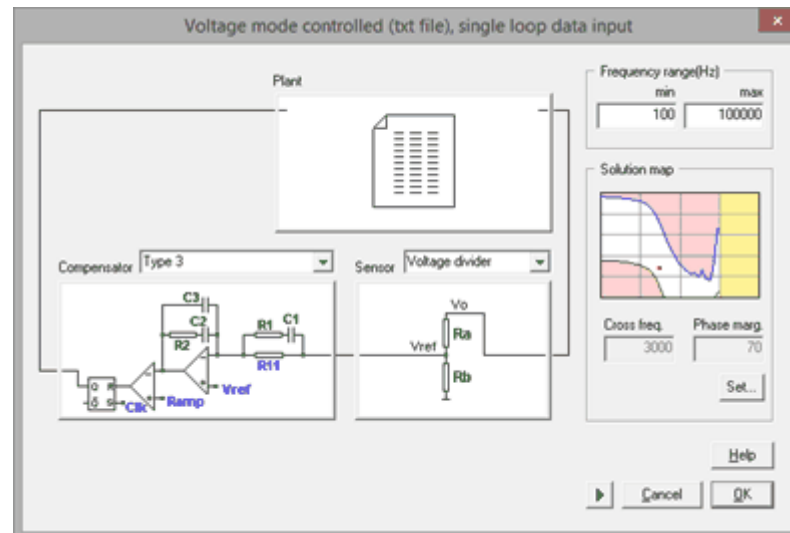 Voltage mode controlled (txt file), single loop data input
x
Plant
Frequency range(Hz)
min max
100 100000
Solution map
Compensator Type 3
Sensor Voltage divider
Cross freq. Phase marg.
3000 70
Set...
C3
C2
R2
R1 C1
R11
Vref
Ramp
Clk
Q R
Q S
Vo
Ra
Vref
Rb
Help
Cancel
OK